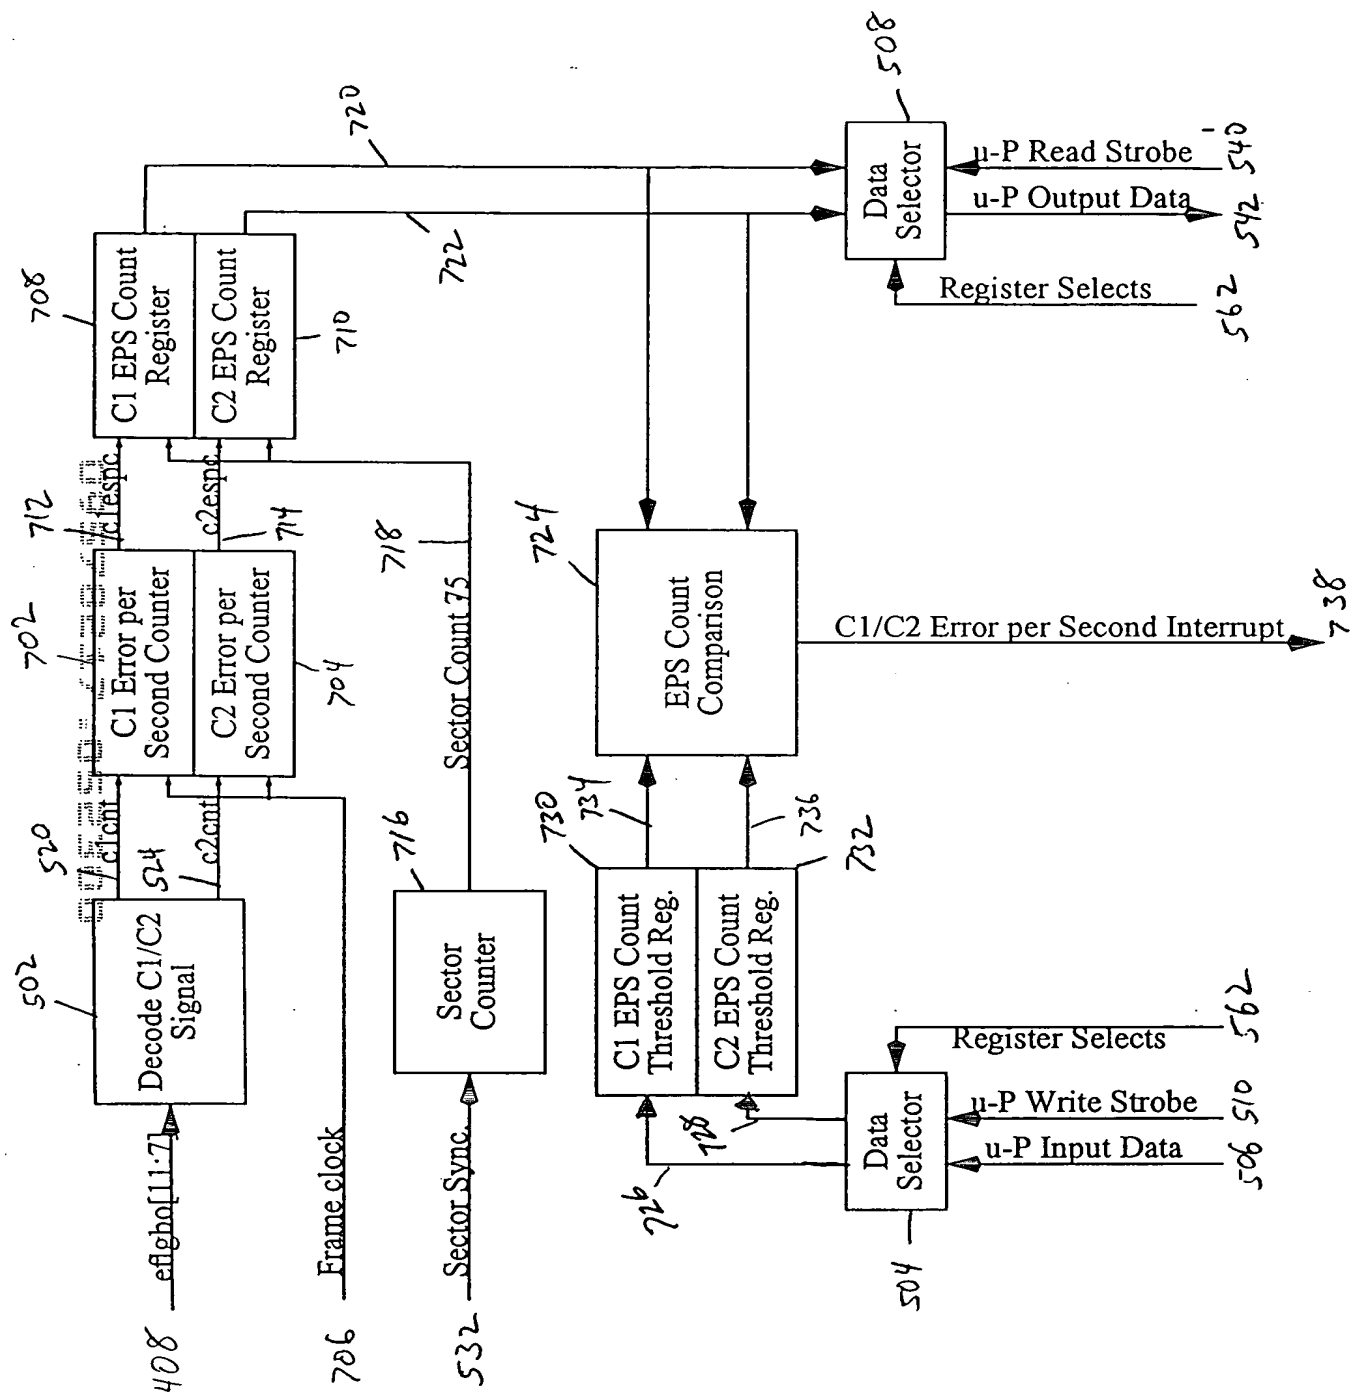 502
520
c1cnt
524
c2cnt
Decode C1/C2
Signal
408
eflgbo[11:7]
702
C1 Error per
Second Counter
C2 Error per
Second Counter
704
712
c1espc
c2espc
714
708
C1 EPS Count
Register
C2 EPS Count
Register
710
720
722
706
Frame clock
532
Sector Sync.
716
Sector
Counter
718
Sector Count 75
730
734
C1 EPS Count
Threshold Reg.
C2 EPS Count
Threshold Reg.
736
732
724
EPS Count
Comparison
C1/C2 Error per Second Interrupt
738
726
728
504
Data
Selector
Register Selects
562
u-P Write Strobe
510
u-P Input Data
506
508
Data
Selector
u-P Read Strobe
540
u-P Output Data
542
Register Selects
562